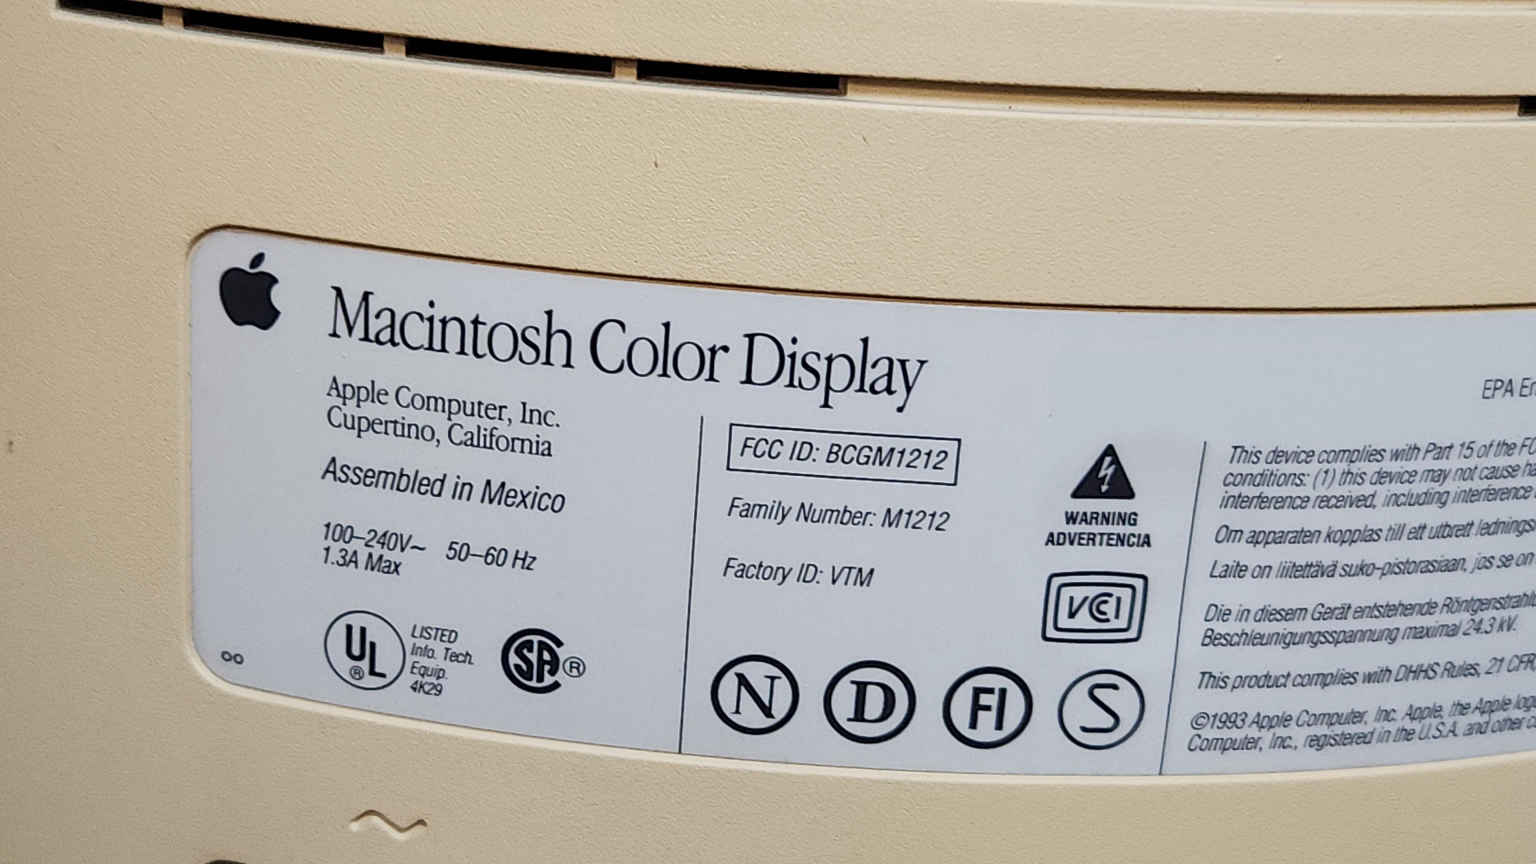 Macintosh Color Display
Apple Computer, Inc.
Cupertino, California
Assembled in Mexico
100–240V~ 50–60 Hz
1.3A Max
UL ®
LISTED
Info. Tech.
Equip.
4K29
SA ®
FCC ID: BCGM1212
Family Number: M1212
Factory ID: VTM
N D FI S
WARNING
ADVERTENCIA
VCI
EPA
This device complies with Part 15 of the
conditions: (1) this device may not cause
interference received, including interference
Om apparaten kopplas till ett utbrett
Laite on liitettävä suko-pistorasiaan, jos se on
Die in diesem Gerät entstehende
Beschleunigungsspannung maximal 24.3 kV.
This product complies with DHHS Rules, 21 CFR
©1993 Apple Computer, Inc. Apple, the Apple
Computer, Inc., registered in the U.S.A. and other